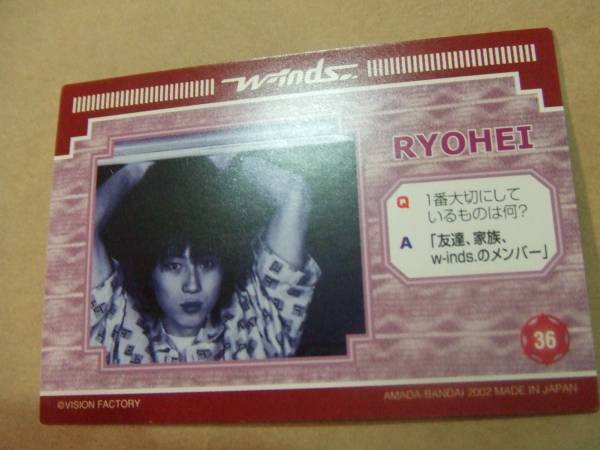 w-inds.
RYOHEI
Q 1番大切にして
いるものは何?
A 「友達、家族、
w-inds.のメンバー」
36
©VISION FACTORY
AMADA·BANDAI 2002 MADE IN JAPAN